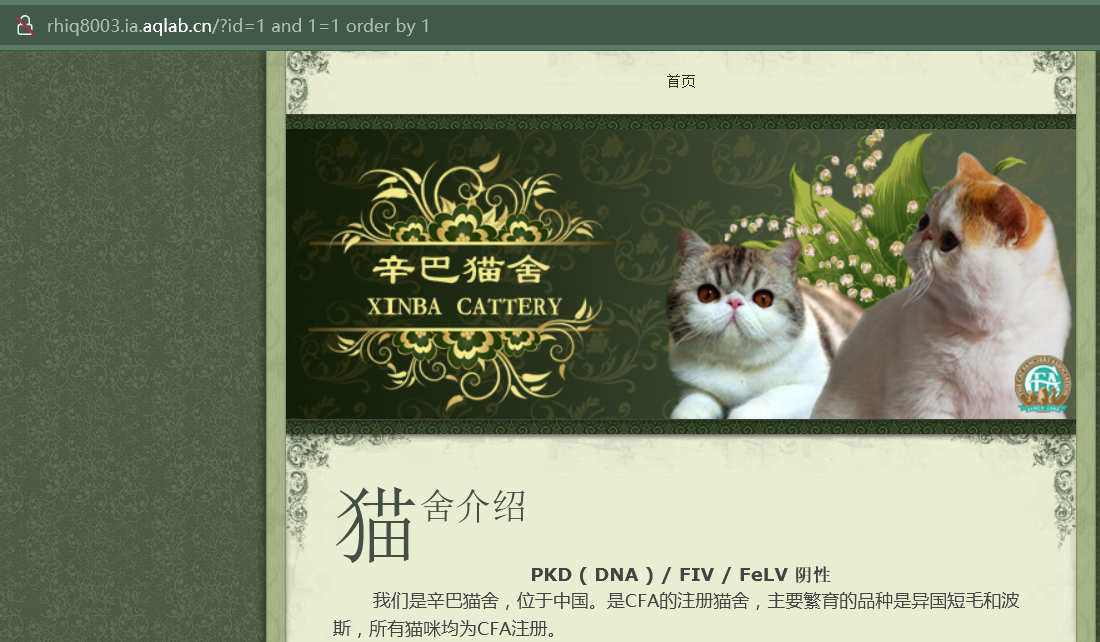 rhiq8003.ia.aqlab.cn/?id=1 and 1=1 order by 1
首页
辛巴猫舍
XINBA CATTERY
CFA
猫舍介绍
PKD ( DNA ) / FIV / FeLV 阴性
我们是辛巴猫舍，位于中国。是CFA的注册猫舍，主要繁育的品种是异国短毛和波
斯，所有猫咪均为CFA注册。